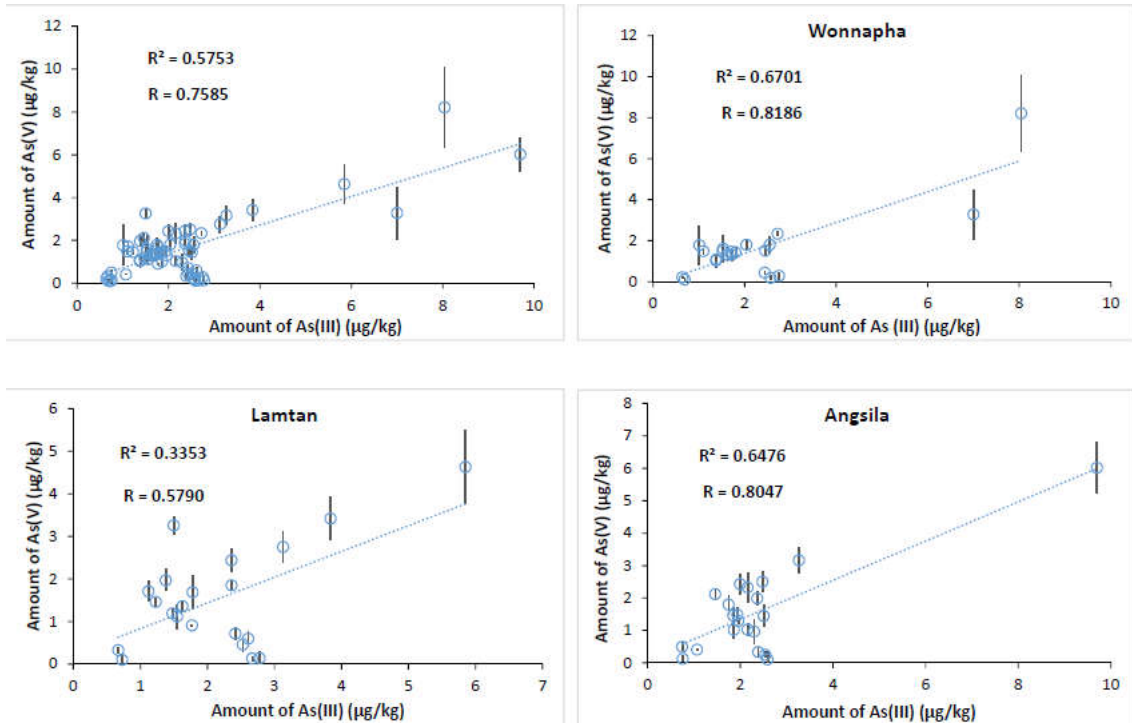 12
10
8
6
4
2
0
Amount of As(V) (µg/kg)
R² = 0.5753
R = 0.7585
0 2 4 6 8 10
Amount of As(III) (µg/kg)
Wonnapha
12
10
8
6
4
2
0
Amount of As(V) (µg/kg)
R² = 0.6701
R = 0.8186
0 2 4 6 8 10
Amount of As (III) (µg/kg)
Lamtan
6
5
4
3
2
1
0
Amount of As(V) (µg/kg)
R² = 0.3353
R = 0.5790
0 1 2 3 4 5 6 7
Amount of As(III) (µg/kg)
Angsila
8
7
6
5
4
3
2
1
0
Amount of As(V) (µg/kg)
R² = 0.6476
R = 0.8047
0 2 4 6 8 10
Amount of As(III) (µg/kg)